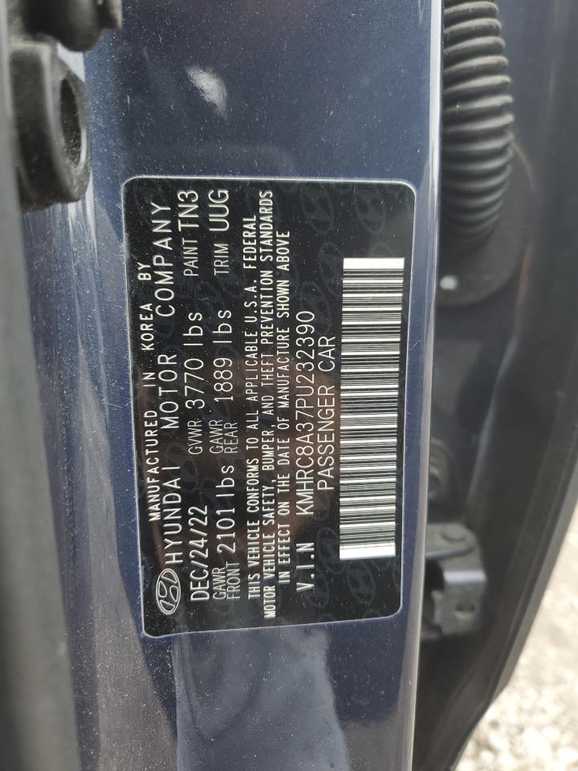 MANUFACTURED IN KOREA BY
HYUNDAI MOTOR COMPANY
DEC/24/22 GVWR 3770 lbs PAINT TN3
GAWR FRONT 2101 lbs GAWR REAR 1889 lbs TRIM UUG
THIS VEHICLE CONFORMS TO ALL APPLICABLE U.S.A. FEDERAL
MOTOR VEHICLE SAFETY, BUMPER, AND THEFT PREVENTION STANDARDS
IN EFFECT ON THE DATE OF MANUFACTURE SHOWN ABOVE
V.I.N KMHRC8A37PU232390
PASSENGER CAR